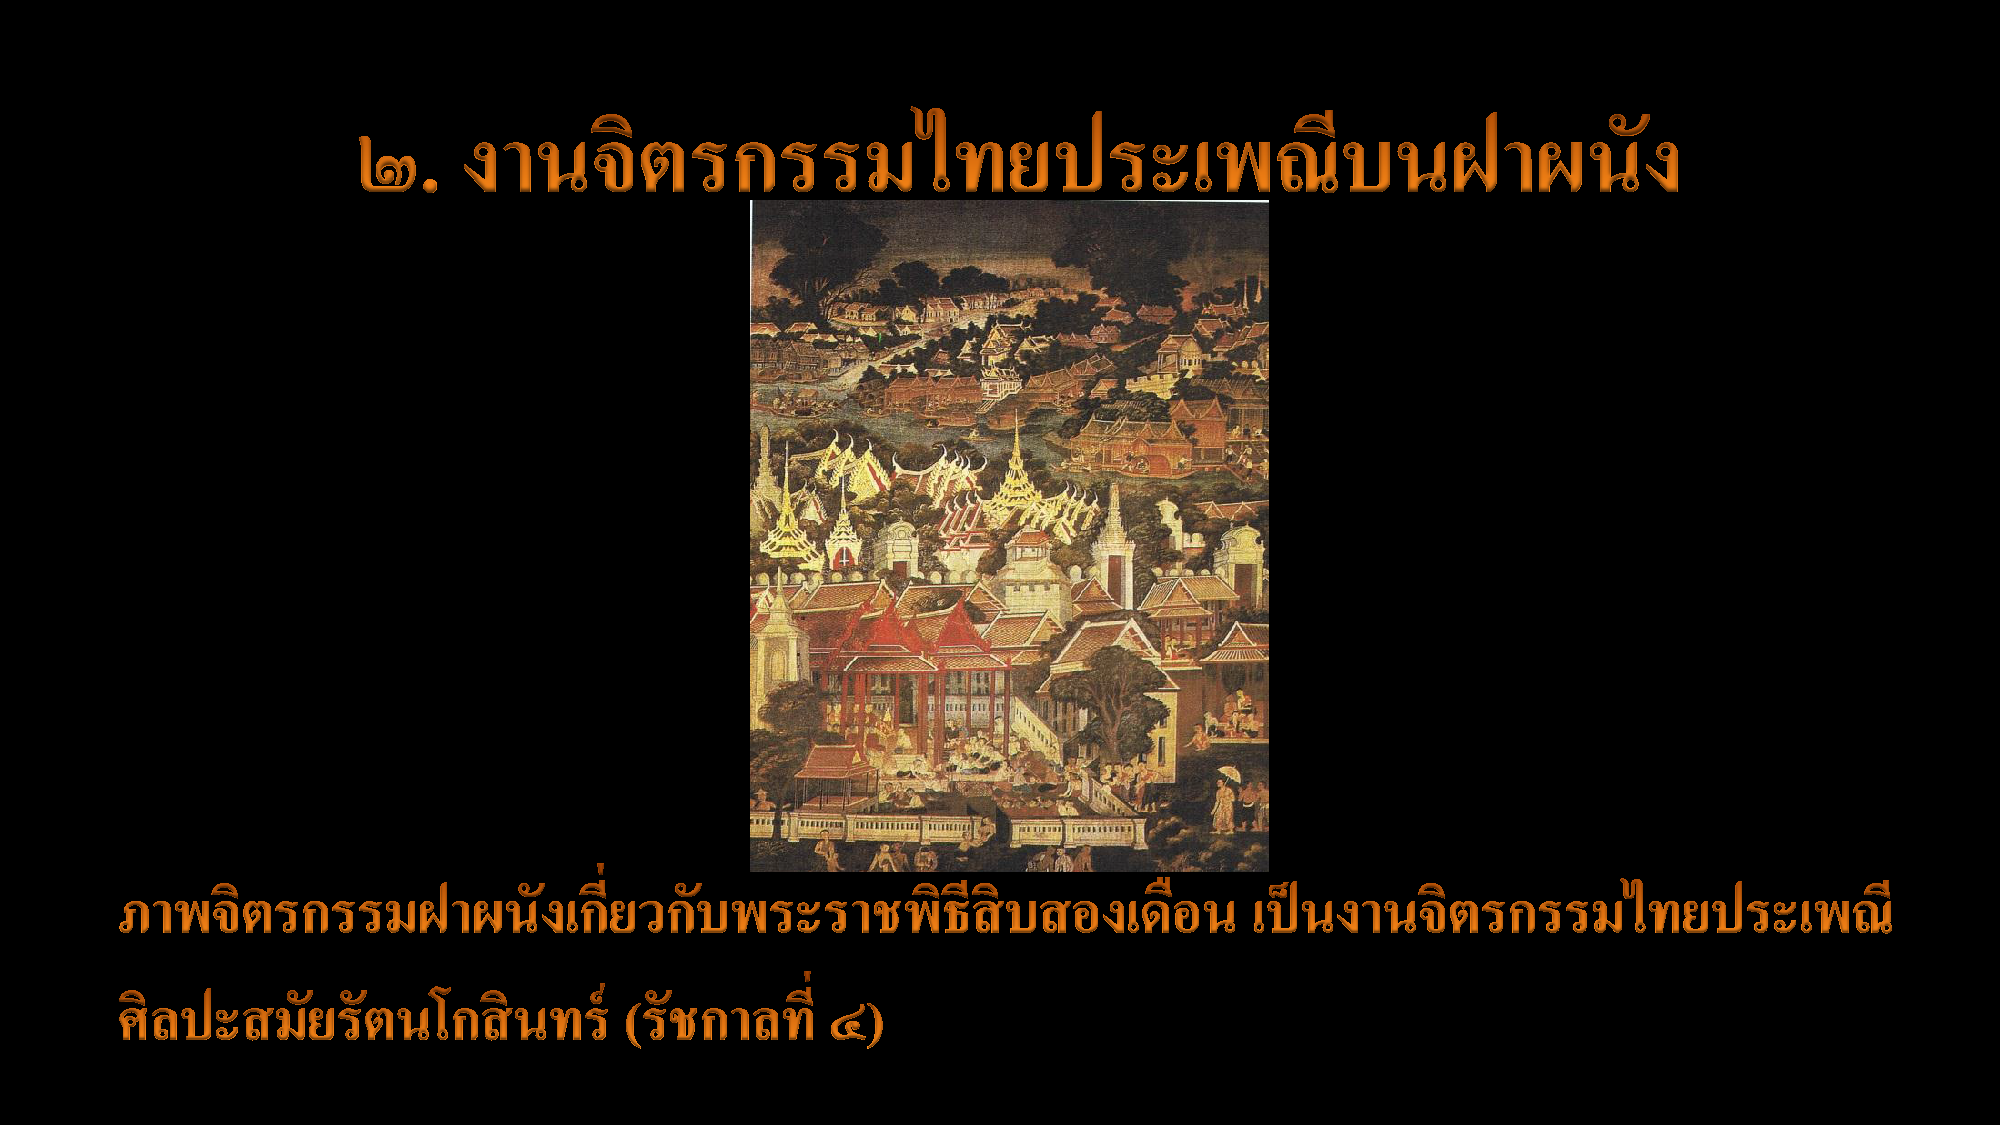 ๒. งานจิตรกรรมไทยประเพณีบนฝาผนัง
ภาพจิตรกรรมฝาผนังเกี่ยวกับพระราชพิธีสิบสองเดือน เป็นงานจิตรกรรมไทยประเพณี
ศิลปะสมัยรัตนโกสินทร์ (รัชกาลที่ ๔)